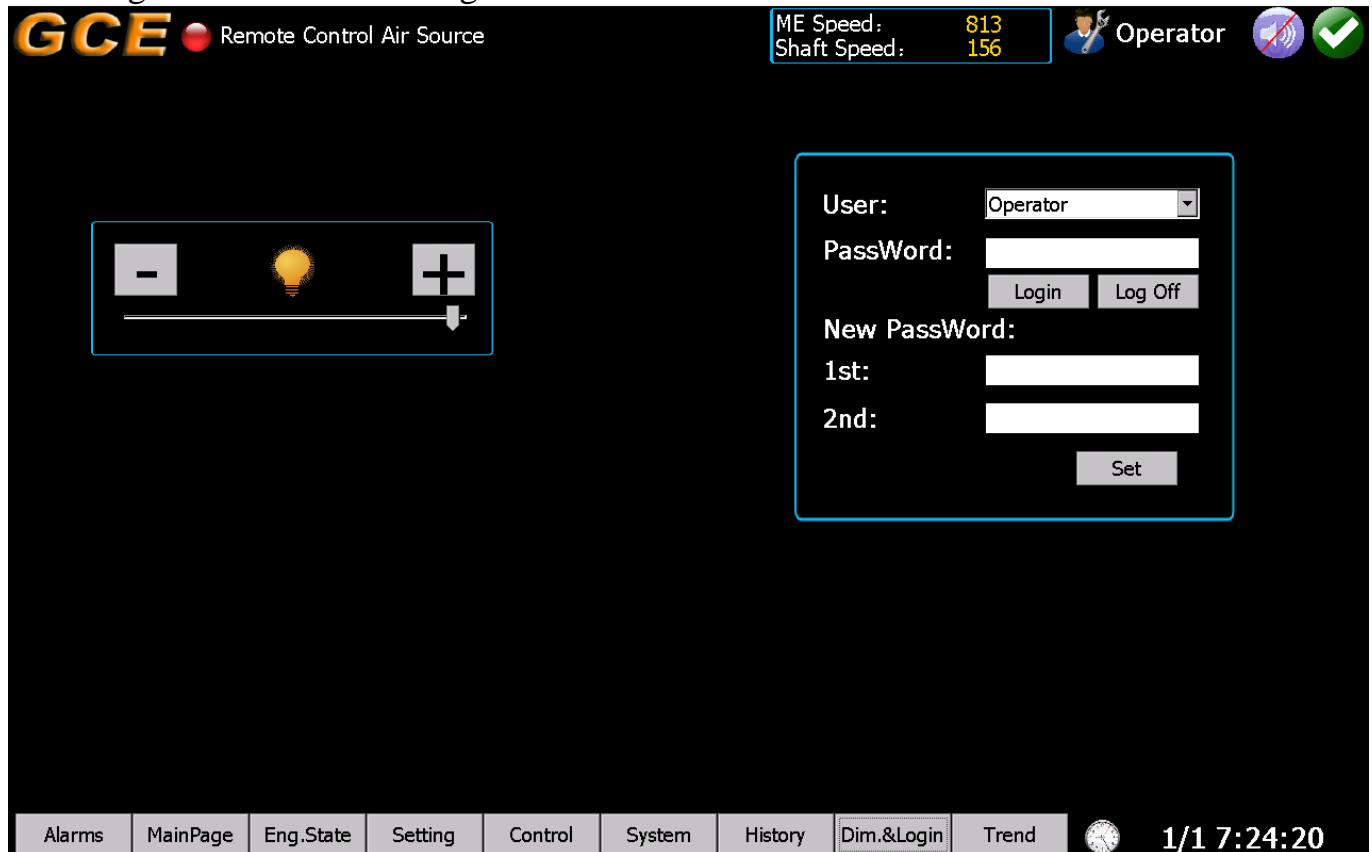 GCE Remote Control Air Source
ME Speed: 813
Shaft Speed: 156
Operator
User: Operator
PassWord:
Login Log Off
New PassWord:
1st:
2nd:
Set
- +
Alarms MainPage Eng.State Setting Control System History Dim.&Login Trend 1/1 7:24:20